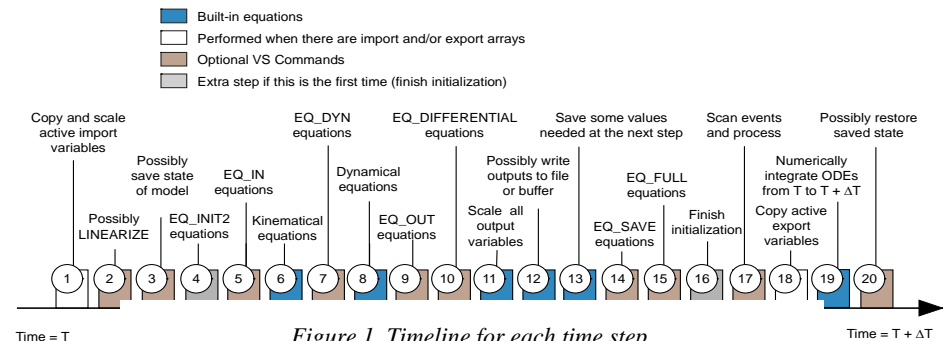 Built-in equations
Performed when there are import and/or export arrays
Optional VS Commands
Extra step if this is the first time (finish initialization)
Copy and scale
active import
variables
Possibly
LINEARIZE
Possibly
save state
of model
EQ_INIT2
equations
EQ_IN
equations
Kinematical
equations
EQ_DYN
equations
Dynamical
equations
EQ_OUT
equations
EQ_DIFFERENTIAL
equations
Scale all
output
variables
Possibly write
outputs to file
or buffer
Save some values
needed at the next step
EQ_SAVE
equations
EQ_FULL
equations
Finish
initialization
Scan events
and process
Copy active
export
variables
Numerically
integrate ODEs
from T to T + ΔT
Possibly restore
saved state
1 2 3 4 5 6 7 8 9 10 11 12 13 14 15 16 17 18 19 20
Time = T
Time = T + ΔT
Figure 1. Timeline for each time step.